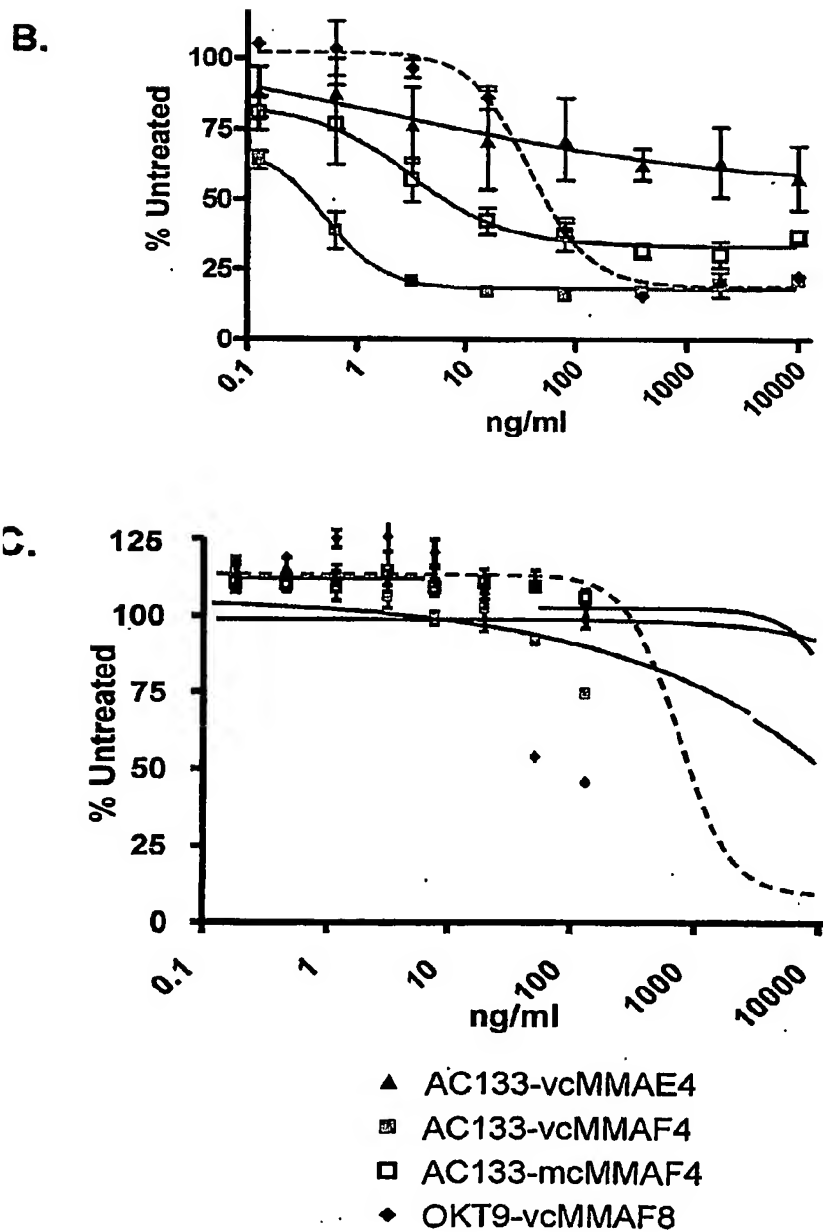 B.
100
75
50
25
0
% Untreated
0.1
1
10
100
1000
10000
ng/ml
C.
125
100
75
50
25
0
% Untreated
0.1
1
10
100
1000
10000
ng/ml
▲ AC133-vcMMAE4
AC133-vcMMAF4
AC133-mcMMAF4
◆ OKT9-vcMMAF8